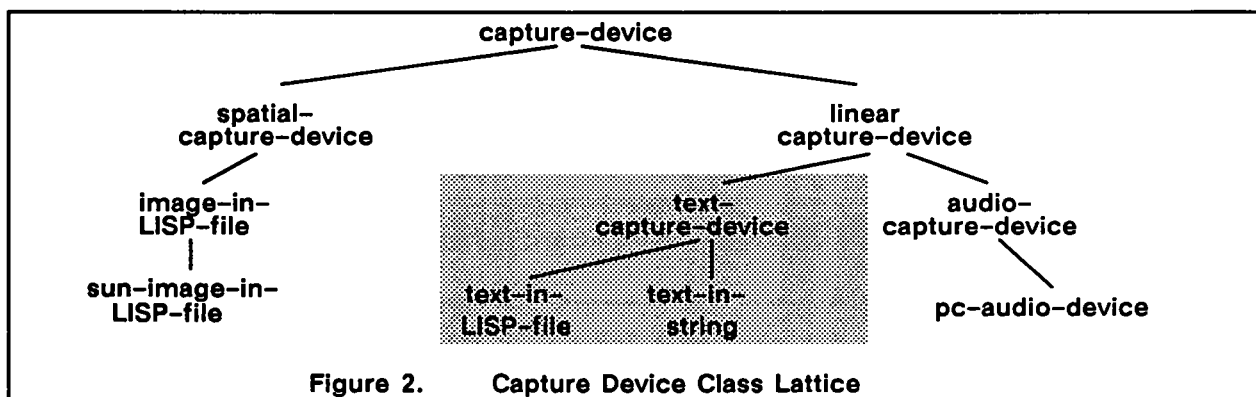 capture-device
spatial-
capture-device
linear
capture-device
image-in-
LISP-file
text-
capture-device
audio-
capture-device
sun-image-in-
LISP-file
text-in-
LISP-file
text-in-
string
pc-audio-device
Figure 2. Capture Device Class Lattice